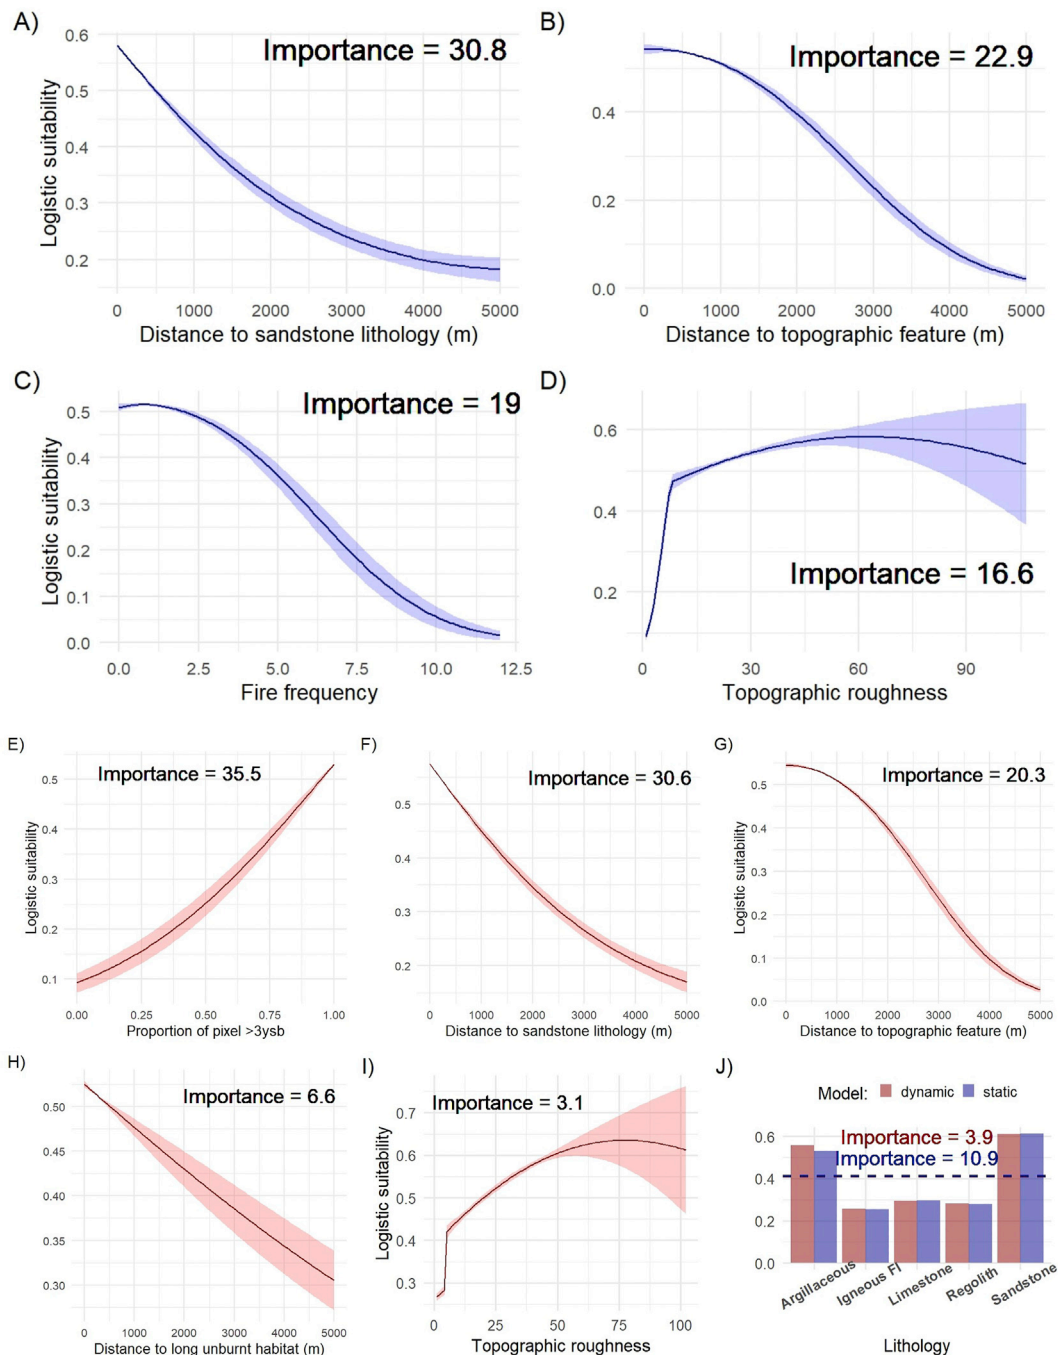 A)
Importance = 30.8
Logistic suitability
0.6
0.5
0.4
0.3
0.2
0 1000 2000 3000 4000 5000
Distance to sandstone lithology (m)
B)
Importance = 22.9
0.4
0.2
0.0
0 1000 2000 3000 4000 5000
Distance to topographic feature (m)
C)
Importance = 19
Logistic suitability
0.5
0.4
0.3
0.2
0.1
0.0
0.0 2.5 5.0 7.5 10.0 12.5
Fire frequency
D)
Importance = 16.6
0.6
0.4
0.2
0 30 60 90
Topographic roughness
E)
Importance = 35.5
Logistic suitability
0.5
0.4
0.3
0.2
0.1
0.00 0.25 0.50 0.75 1.00
Proportion of pixel >3ysb
F)
Importance = 30.6
Logistic suitability
0.5
0.4
0.3
0.2
0 1000 2000 3000 4000 5000
Distance to sandstone lithology (m)
G)
Importance = 20.3
Logistic suitability
0.5
0.4
0.3
0.2
0.1
0.0
0 1000 2000 3000 4000 5000
Distance to topographic feature (m)
H)
Importance = 6.6
Logistic suitability
0.50
0.45
0.40
0.35
0.30
0 1000 2000 3000 4000 5000
Distance to long unburnt habitat (m)
I)
Importance = 3.1
Logistic suitability
0.7
0.6
0.5
0.4
0.3
0 25 50 75 100
Topographic roughness
J)
Model: dynamic static
Importance = 3.9
Importance = 10.9
0.6
0.4
0.2
0.0
Argillaceous Igneous FI Limestone Regolith Sandstone
Lithology